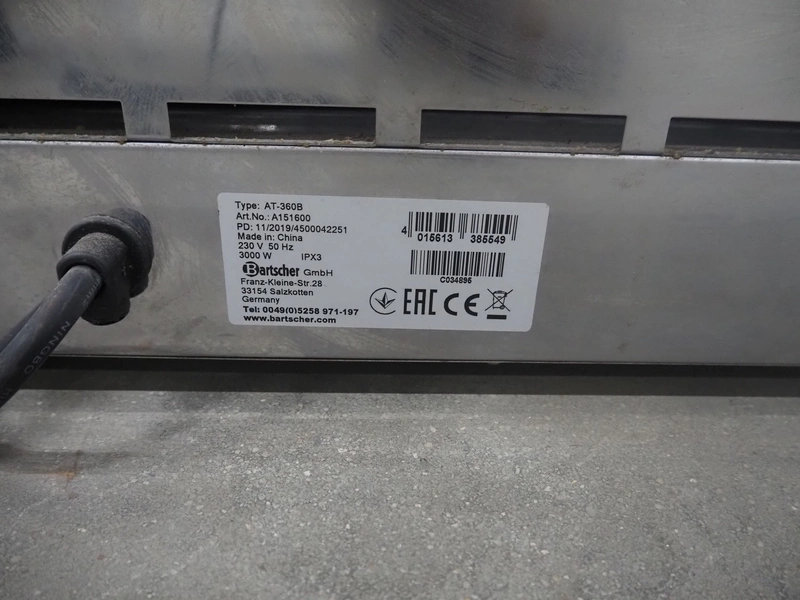 Type: AT-360B
Art.No.: A151600
PD: 11/2019/4500042251
Made in: China
230 V 50 Hz
3000 W IPX3
Bartscher GmbH
Franz-Kleine-Str.28
33154 Salzkotten
Germany
Tel: 0049(0)5258 971-197
www.bartscher.com
4 015613 385549
C034895
EAC CE
NINGBO